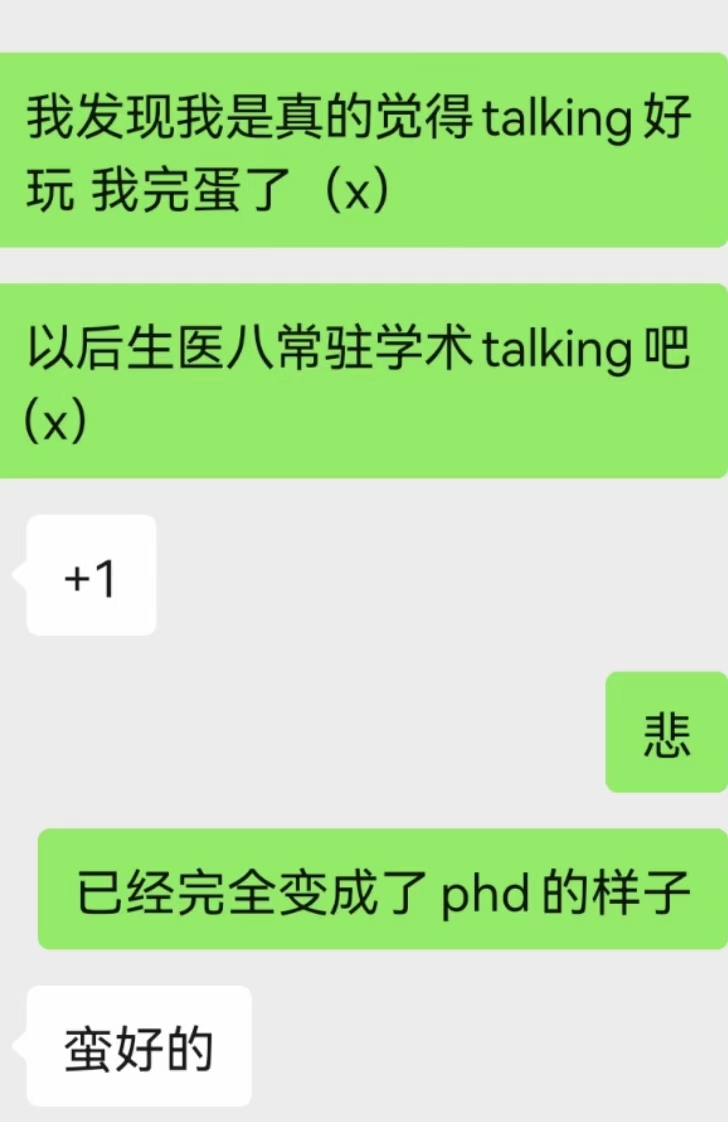 我发现我是真的觉得talking好
玩 我完蛋了（x）
以后生医八常驻学术talking吧
（x）
+1
悲
已经完全变成了phd的样子
蛮好的